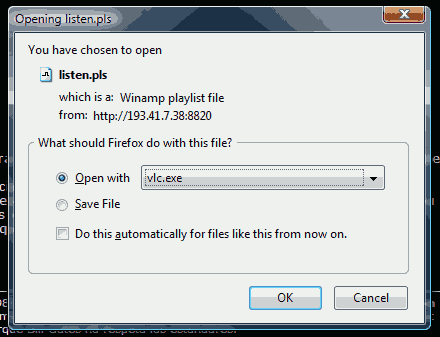 Opening listen.pls
You have chosen to open
listen.pls
which is a: Winamp playlist file
from: http://193.41.7.38:8820
What should Firefox do with this file?
Open with vlc.exe
Save File
Do this automatically for files like this from now on.
OK Cancel